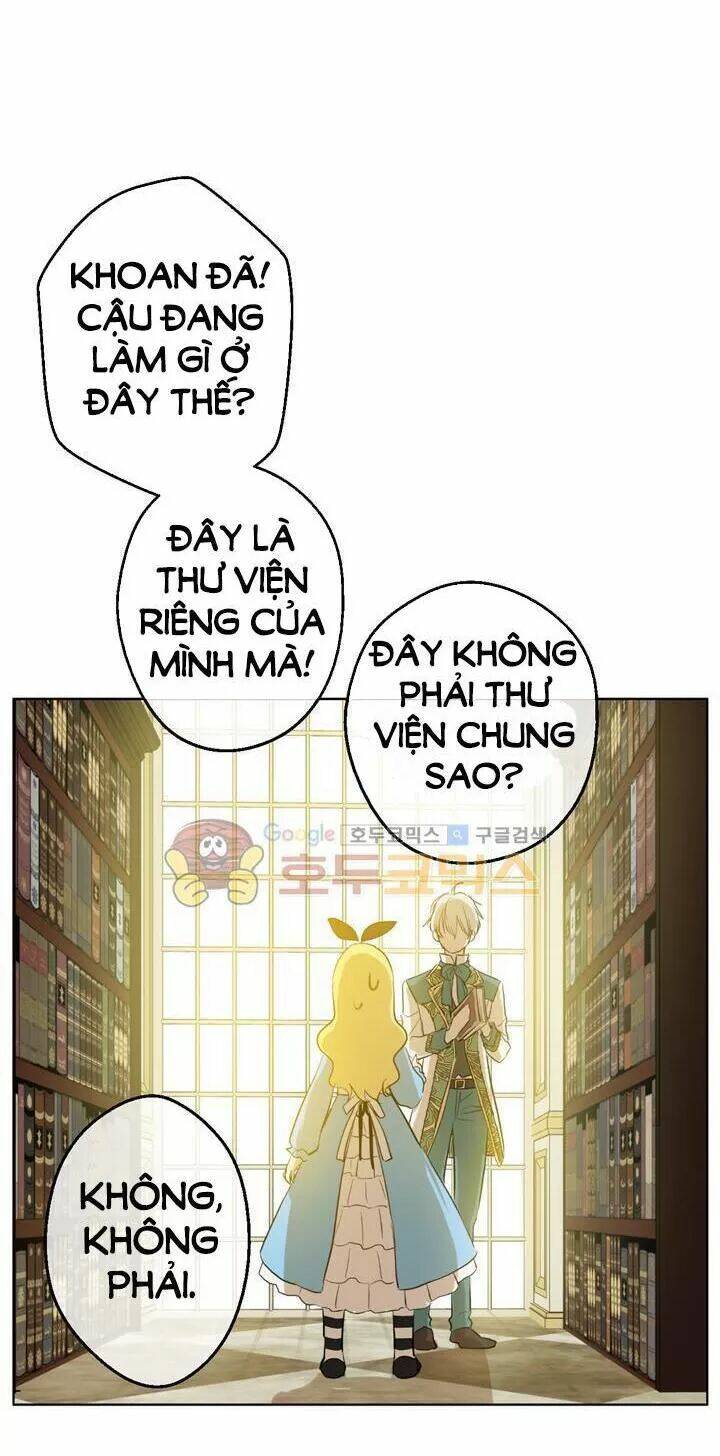 KHOAN ĐÃ!
CẬU ĐANG
LÀM GÌ Ở
ĐÂY THẾ?
ĐÂY LÀ
THƯ VIỆN
RIÊNG CỦA
MÌNH MÀ!
ĐÂY KHÔNG
PHẢI THƯ
VIỆN CHUNG
SAO?
Google 호두코믹스 구글검색
호두코믹스
KHÔNG,
KHÔNG
PHẢI.